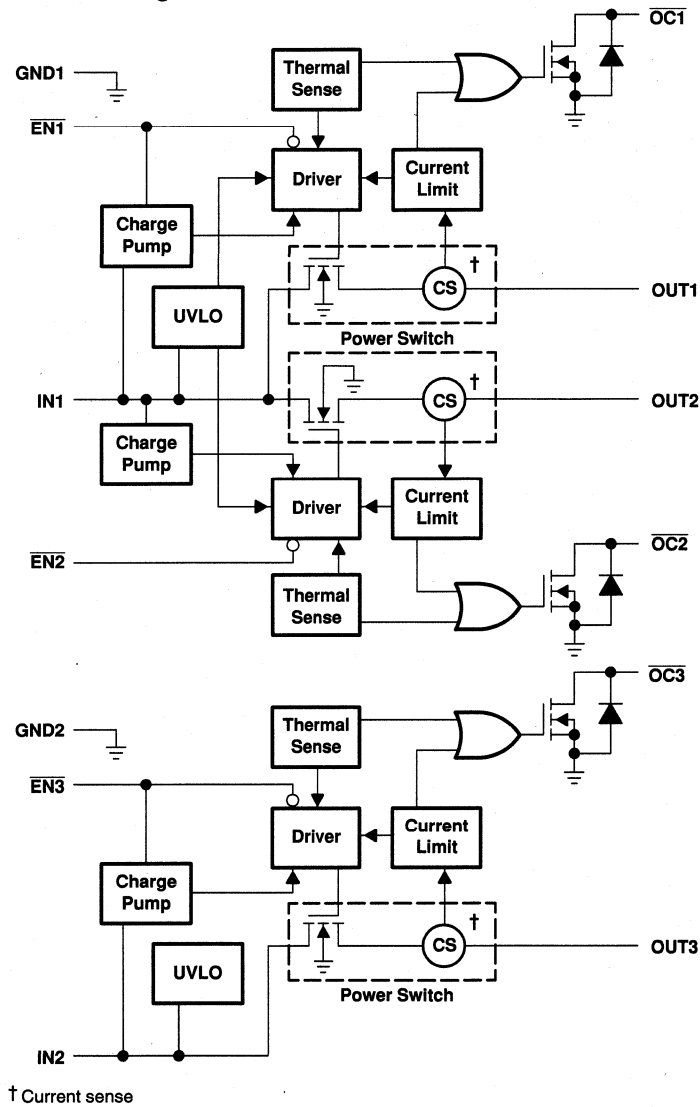 OC1
GND1
Thermal
Sense
EN1
Driver
Current
Limit
Charge
Pump
†
CS
OUT1
UVLO
Power Switch
IN1
†
CS
OUT2
Charge
Pump
Driver
Current
Limit
OC2
EN2
Thermal
Sense
OC3
GND2
Thermal
Sense
EN3
Driver
Current
Limit
Charge
Pump
†
CS
OUT3
UVLO
Power Switch
IN2
† Current sense